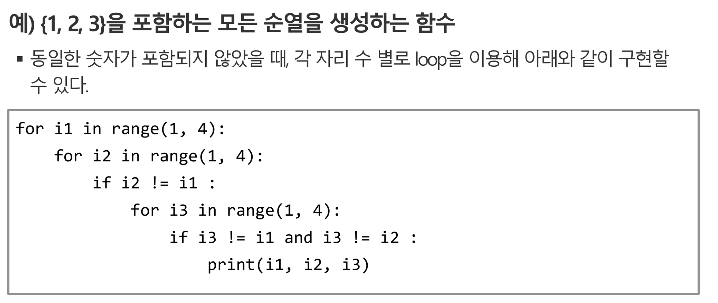 예) {1, 2, 3}을 포함하는 모든 순열을 생성하는 함수
▪ 동일한 숫자가 포함되지 않았을 때, 각 자리 수 별로 loop을 이용해 아래와 같이 구현할
수 있다.
for i1 in range(1, 4):
    for i2 in range(1, 4):
        if i2 != i1 :
            for i3 in range(1, 4):
                if i3 != i1 and i3 != i2 :
                    print(i1, i2, i3)